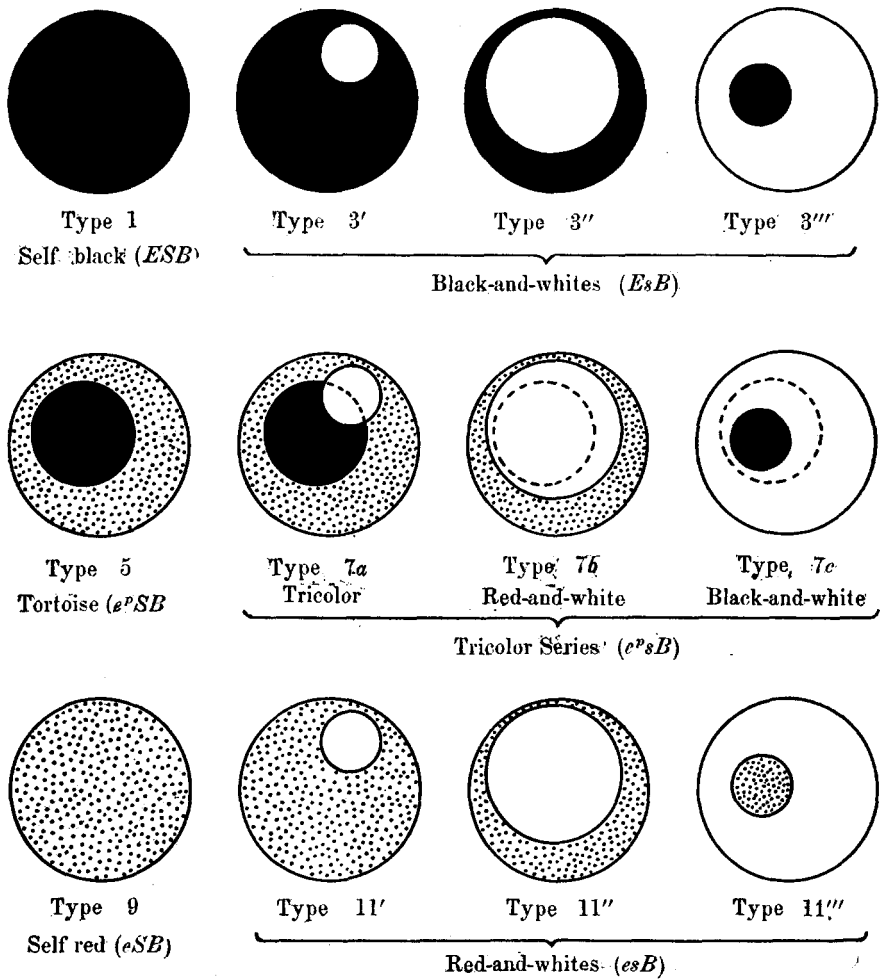 Type 1
Type 3′
Type 3″
Type 3‴
Self black (ESB)
Black-and-whites (EsB)
Type 5
Type 7a
Type 7b
Type 7c
Tortoise (eᵖSB
Tricolor
Red-and-white
Black-and-white
Tricolor Series (eᵖsB)
Type 9
Type 11′
Type 11″
Type 11‴
Self red (eSB)
Red-and-whites (esB)